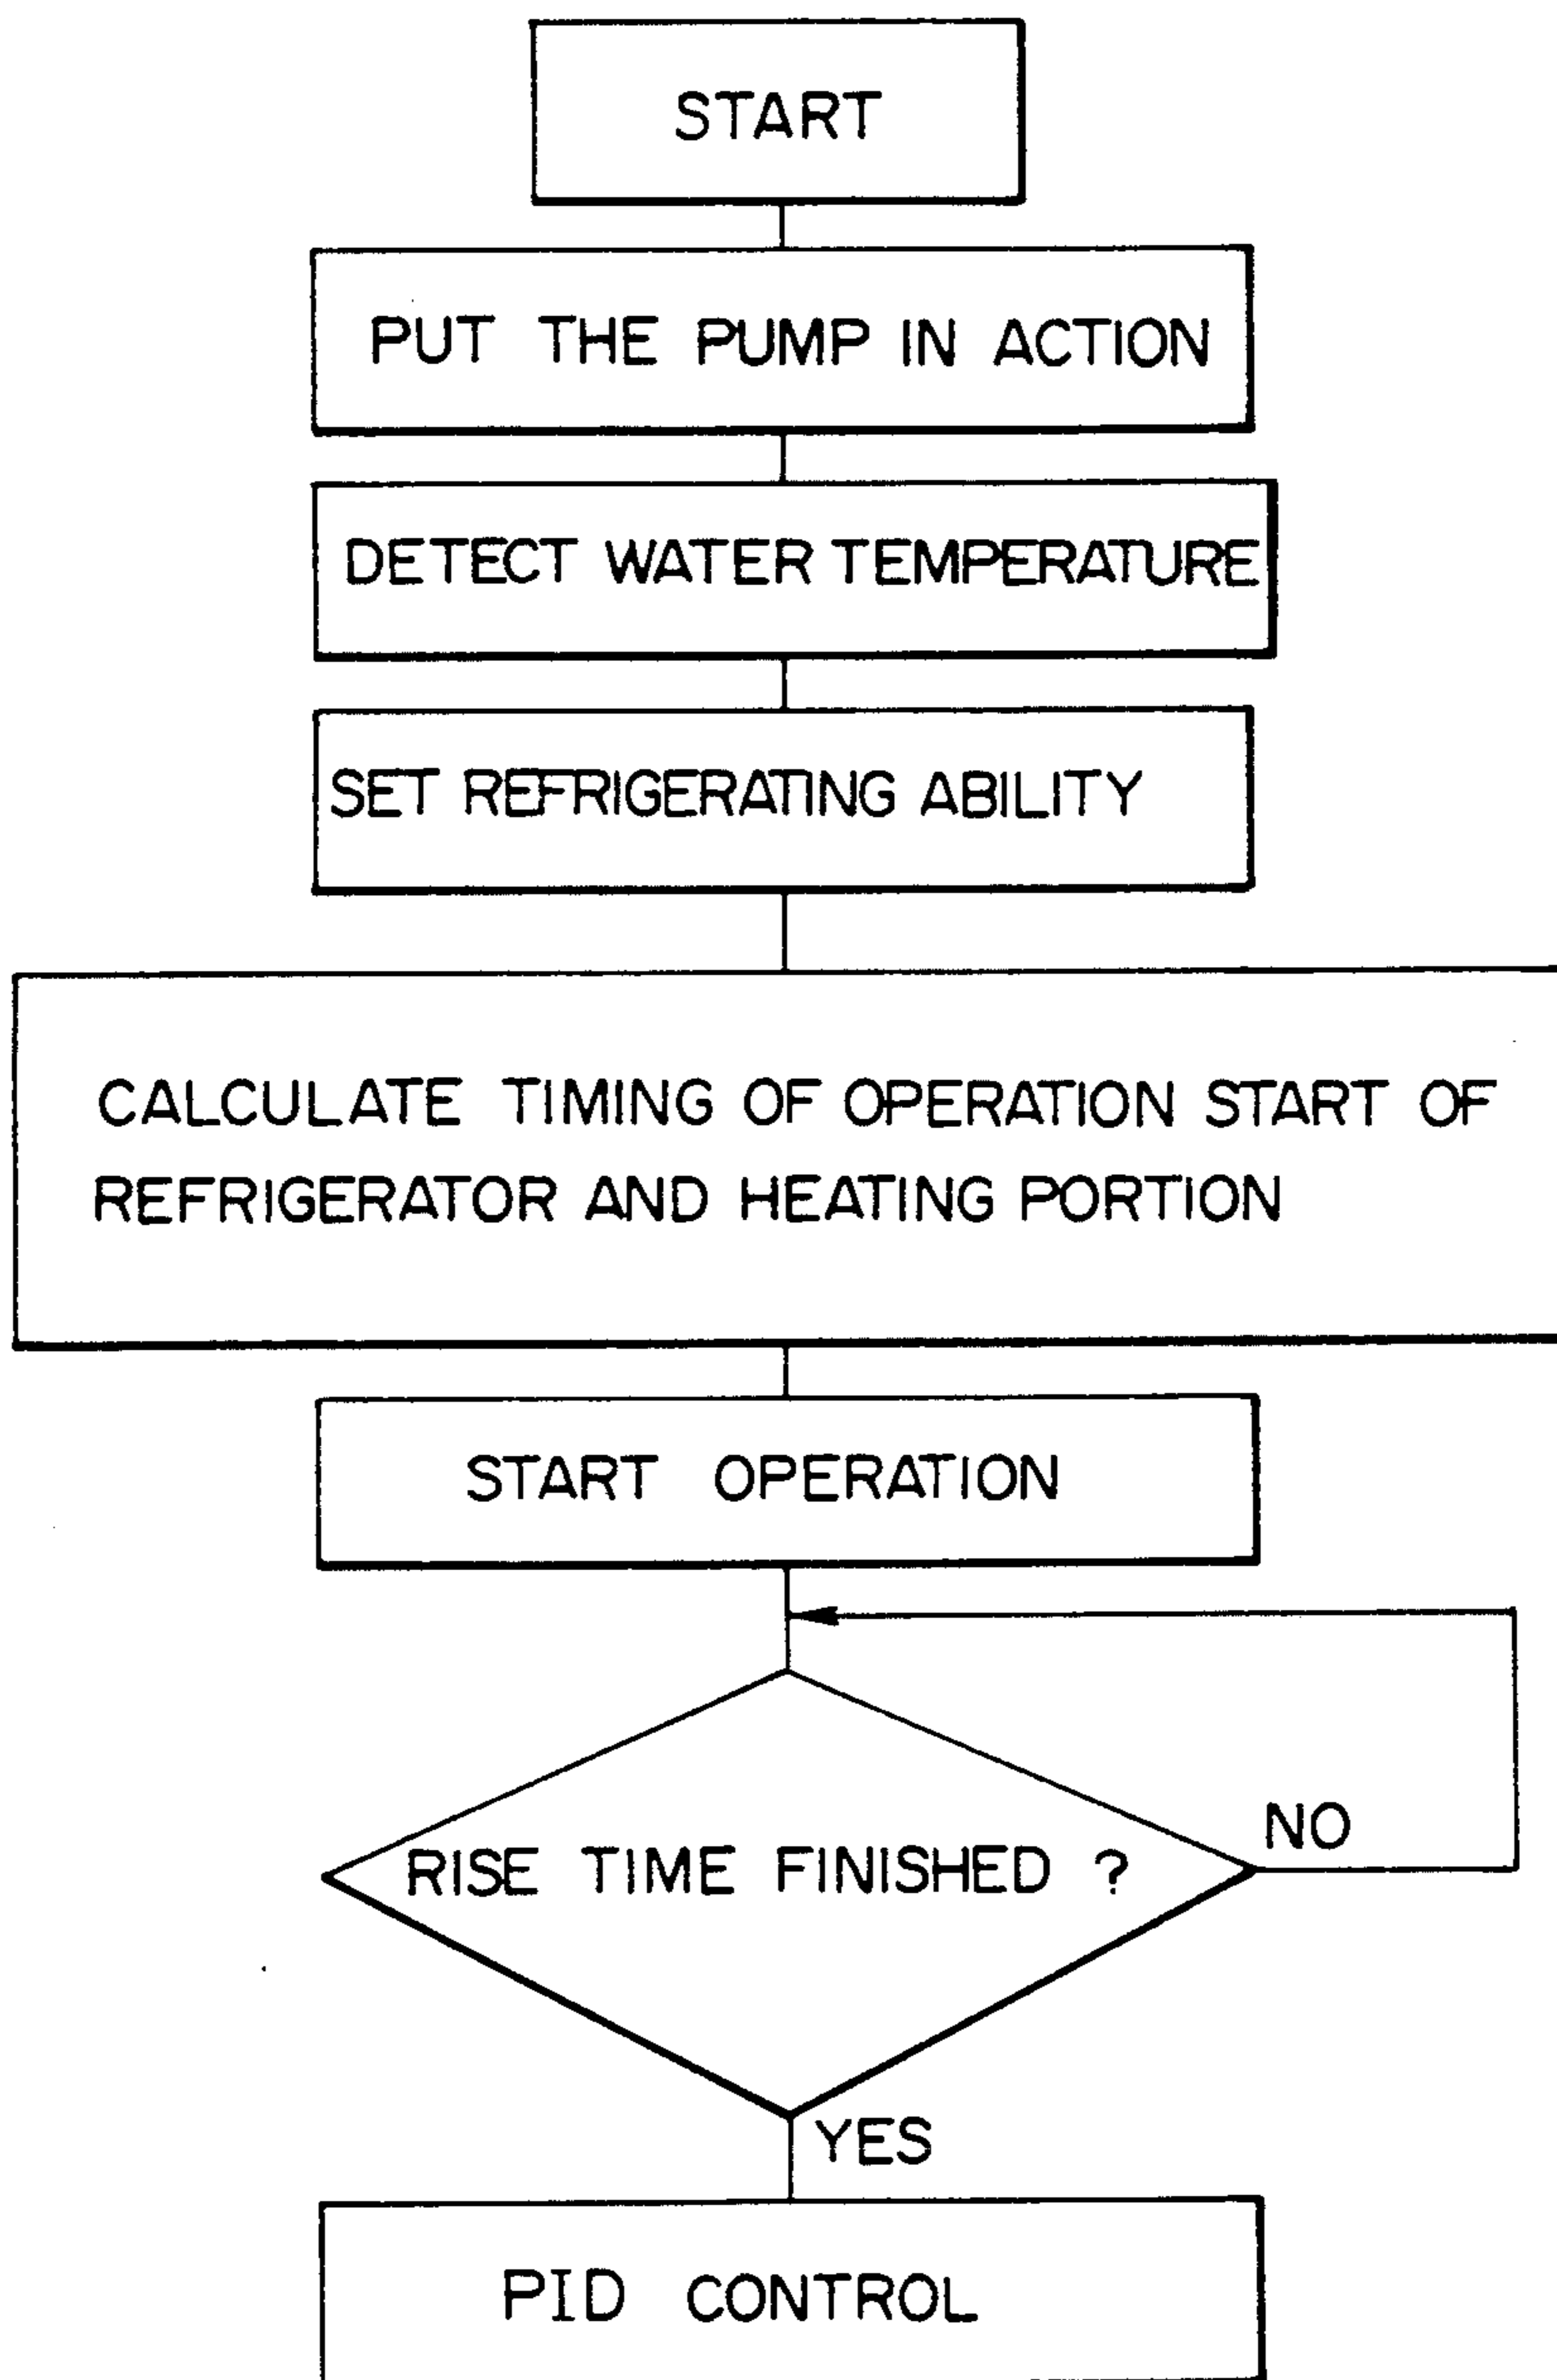 START
PUT THE PUMP IN ACTION
DETECT WATER TEMPERATURE
SET REFRIGERATING ABILITY
CALCULATE TIMING OF OPERATION START OF
REFRIGERATOR AND HEATING PORTION
START OPERATION
NO
RISE TIME FINISHED ?
YES
PID CONTROL